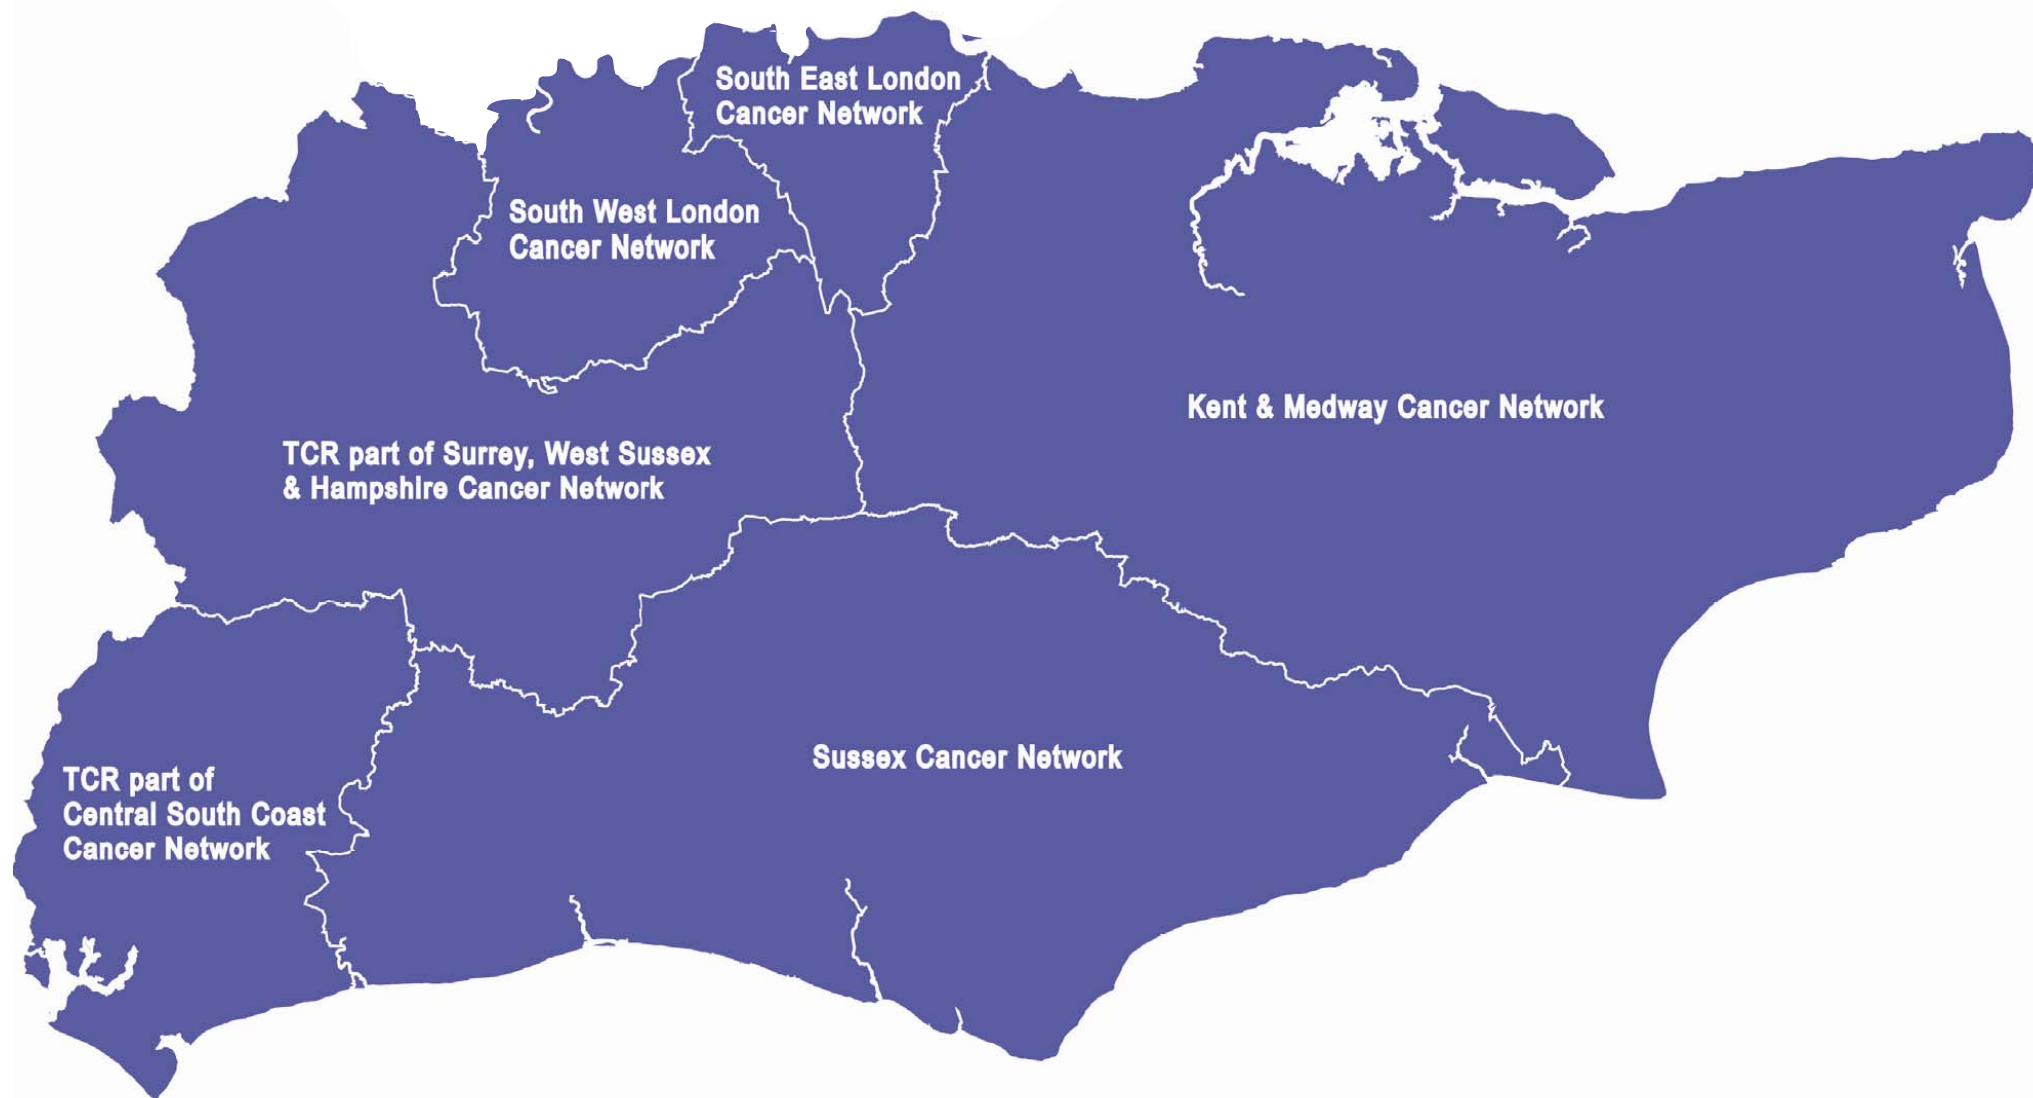 South East London
Cancer Network
South West London
Cancer Network
Kent & Medway Cancer Network
TCR part of Surrey, West Sussex
& Hampshire Cancer Network
Sussex Cancer Network
TCR part of
Central South Coast
Cancer Network